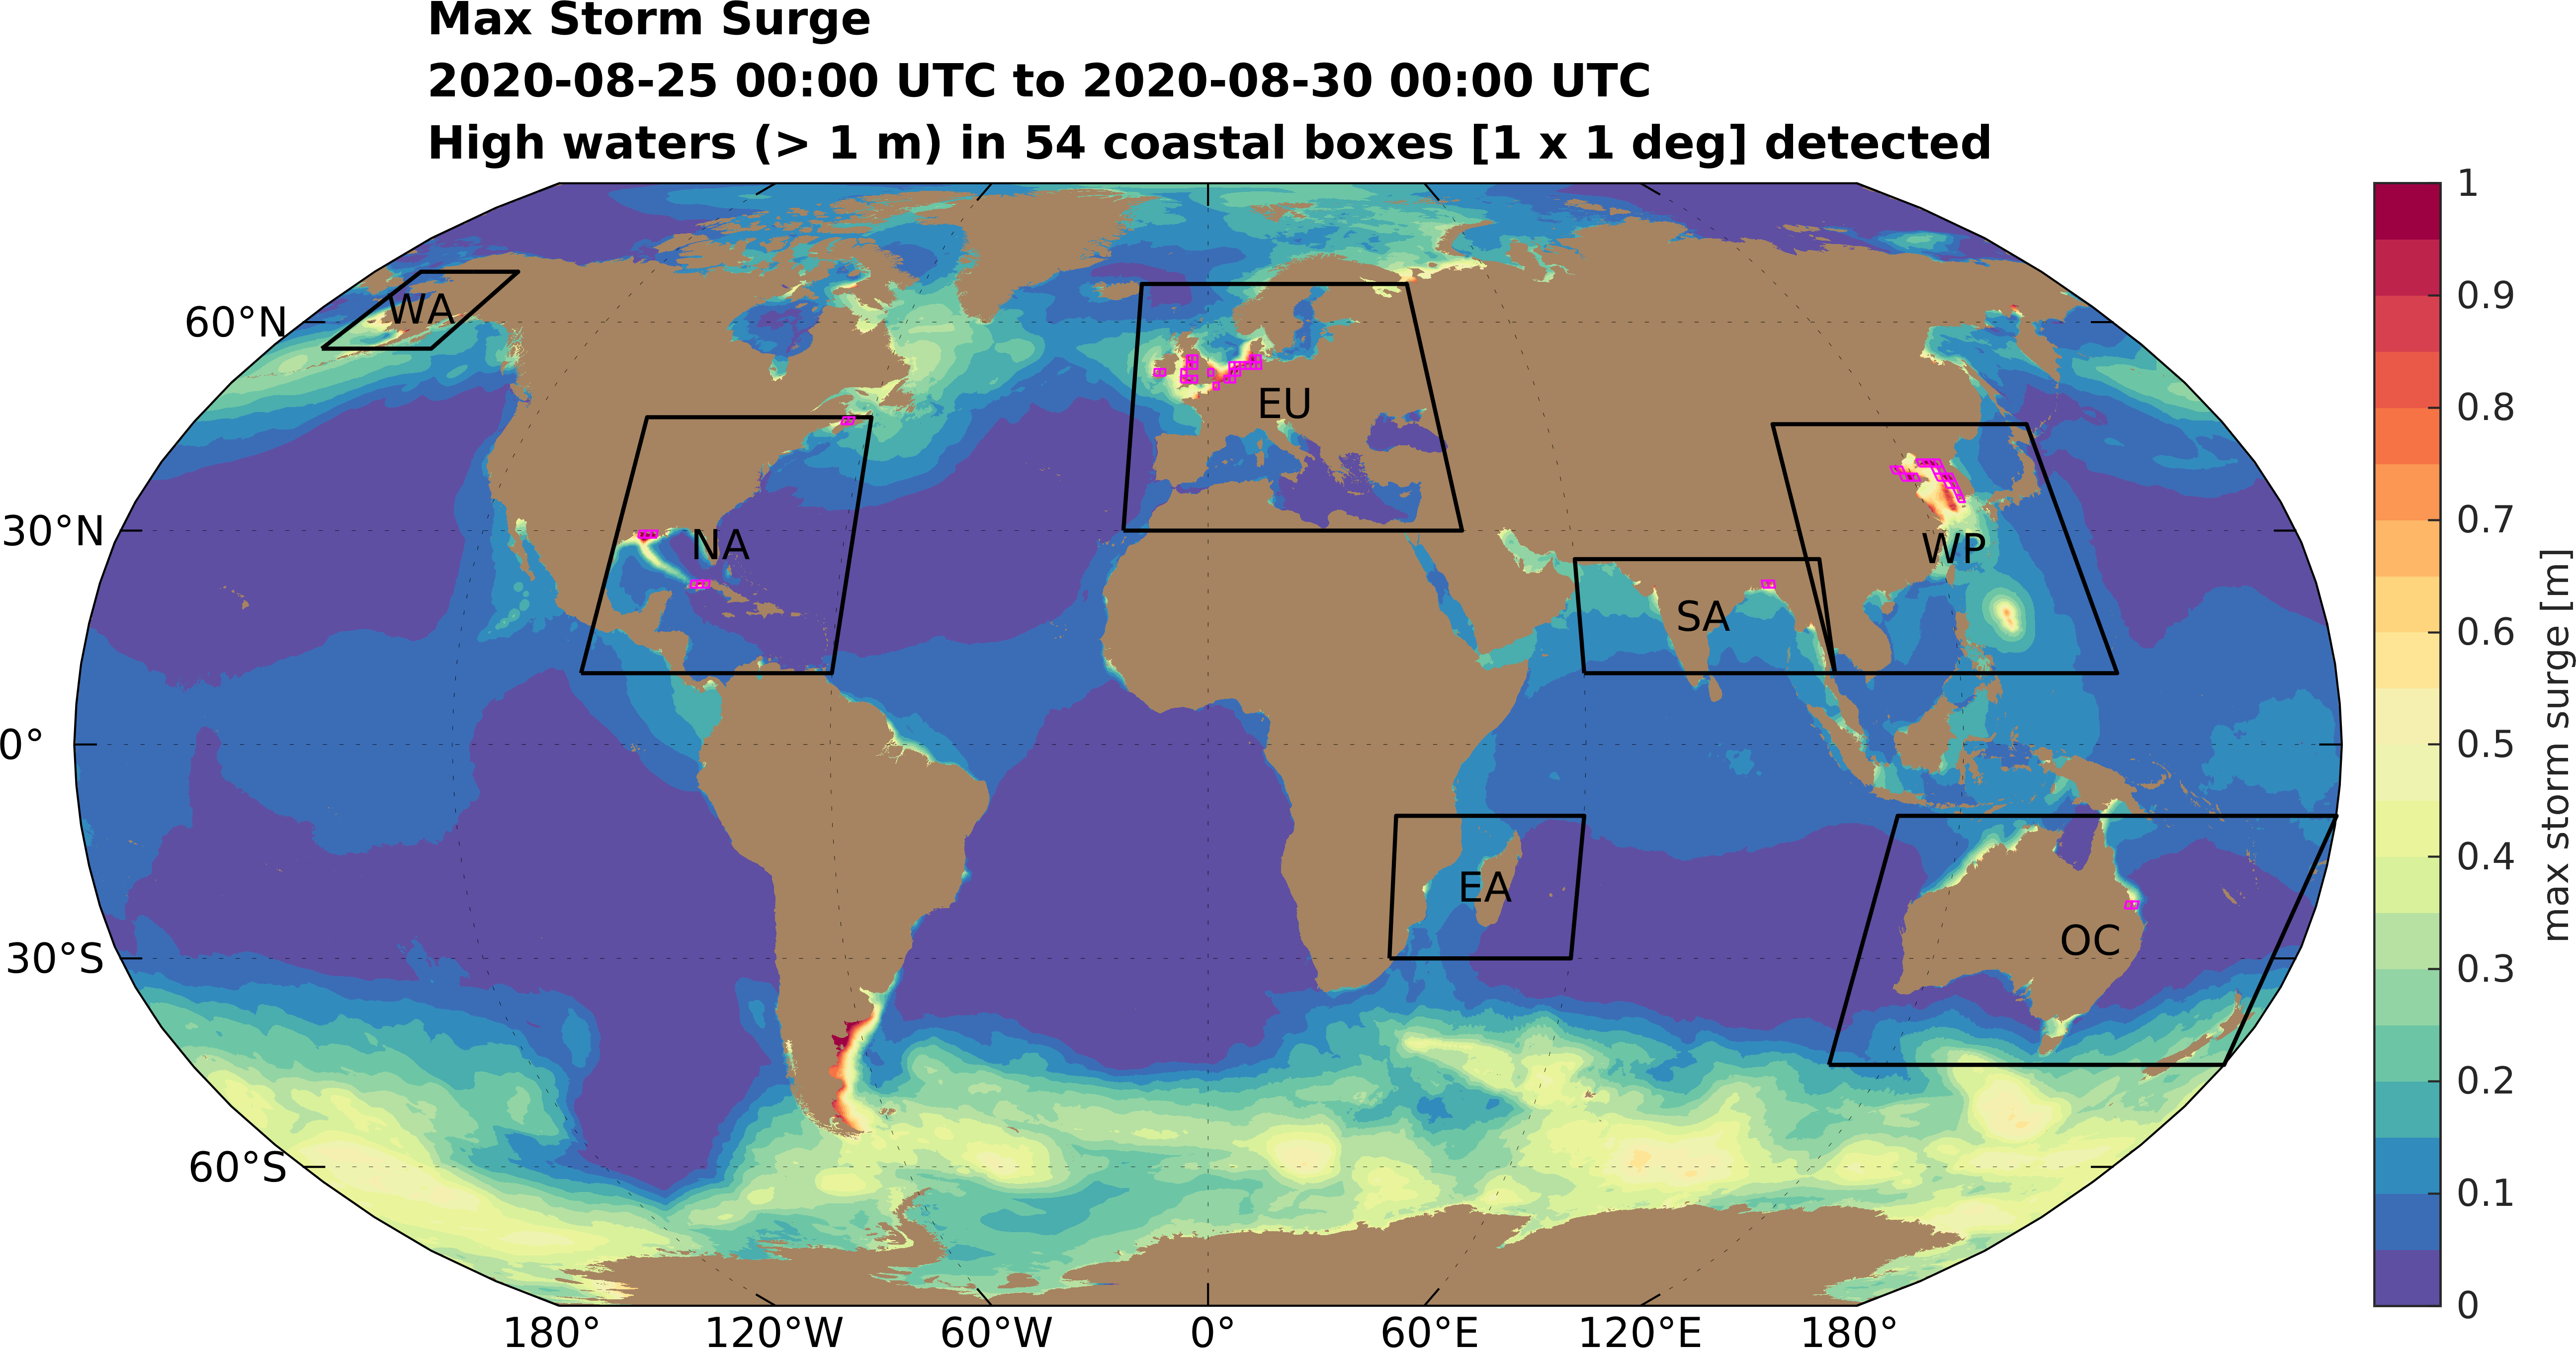 Max Storm Surge
2020-08-25 00:00 UTC to 2020-08-30 00:00 UTC
High waters (> 1 m) in 54 coastal boxes [1 x 1 deg] detected
60°N
30°N
0°
30°S
60°S
WA
NA
EU
SA
WP
EA
OC
180°
120°W
60°W
0°
60°E
120°E
180°
1
0.9
0.8
0.7
0.6
0.5
0.4
0.3
0.2
0.1
0
max storm surge [m]